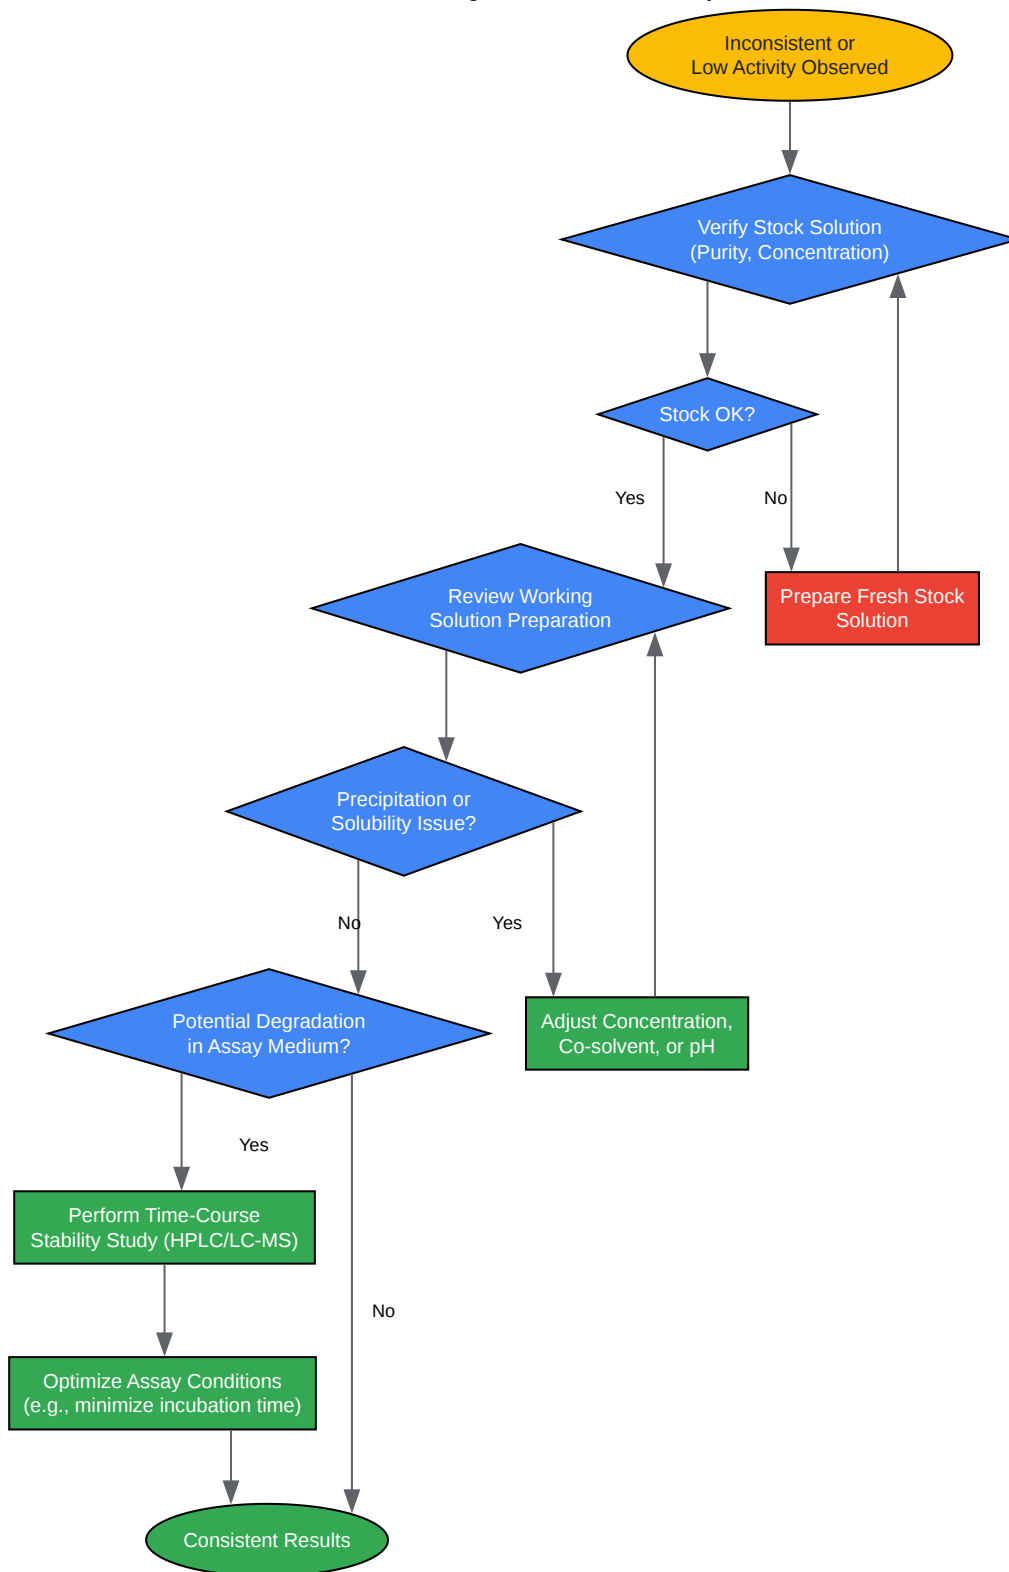 Inconsistent or
Low Activity Observed
Verify Stock Solution
(Purity, Concentration)
Stock OK?
Yes
No
Review Working
Solution Preparation
Prepare Fresh Stock
Solution
Precipitation or
Solubility Issue?
No
Yes
Potential Degradation
in Assay Medium?
Adjust Concentration,
Co-solvent, or pH
Yes
Perform Time-Course
Stability Study (HPLC/LC-MS)
No
Optimize Assay Conditions
(e.g., minimize incubation time)
Consistent Results